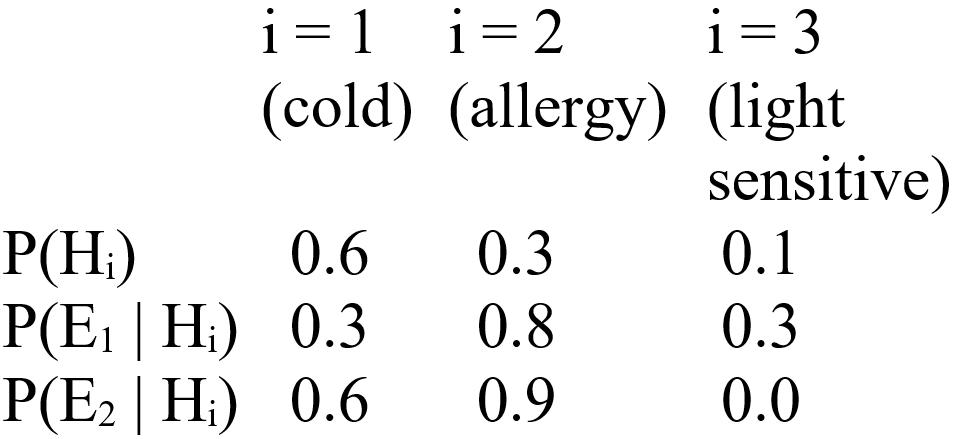 i = 1 i = 2 i = 3
(cold) (allergy) (light
sensitive)
P(Hᵢ) 0.6 0.3 0.1
P(E₁ | Hᵢ) 0.3 0.8 0.3
P(E₂ | Hᵢ) 0.6 0.9 0.0